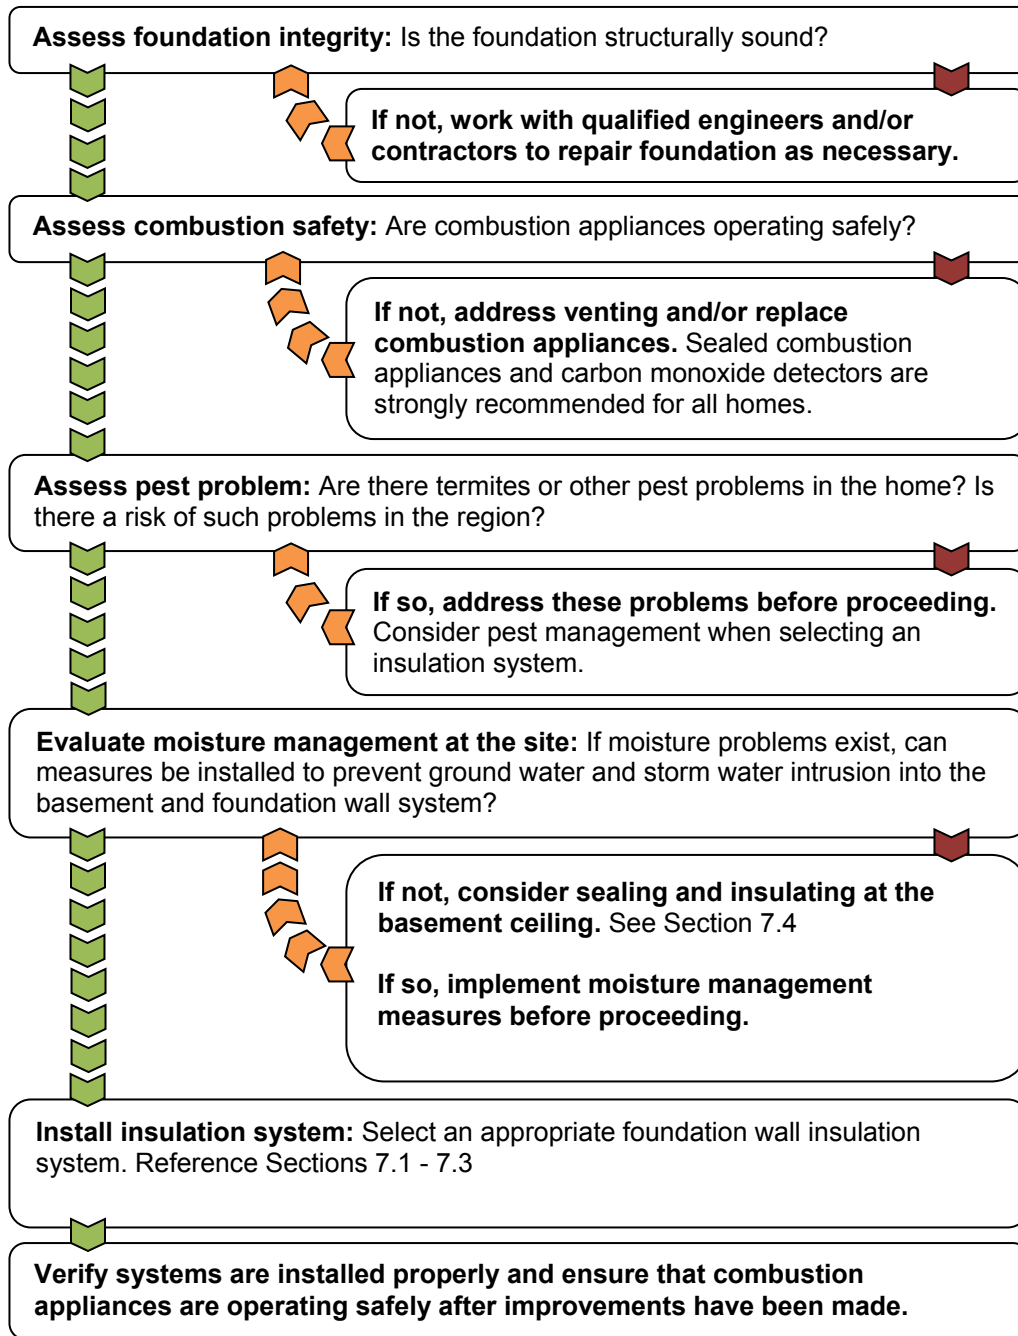 Assess foundation integrity: Is the foundation structurally sound?
If not, work with qualified engineers and/or
contractors to repair foundation as necessary.
Assess combustion safety: Are combustion appliances operating safely?
If not, address venting and/or replace
combustion appliances. Sealed combustion
appliances and carbon monoxide detectors are
strongly recommended for all homes.
Assess pest problem: Are there termites or other pest problems in the home? Is
there a risk of such problems in the region?
If so, address these problems before proceeding.
Consider pest management when selecting an
insulation system.
Evaluate moisture management at the site: If moisture problems exist, can
measures be installed to prevent ground water and storm water intrusion into the
basement and foundation wall system?
If not, consider sealing and insulating at the
basement ceiling. See Section 7.4
If so, implement moisture management
measures before proceeding.
Install insulation system: Select an appropriate foundation wall insulation
system. Reference Sections 7.1 - 7.3
Verify systems are installed properly and ensure that combustion
appliances are operating safely after improvements have been made.